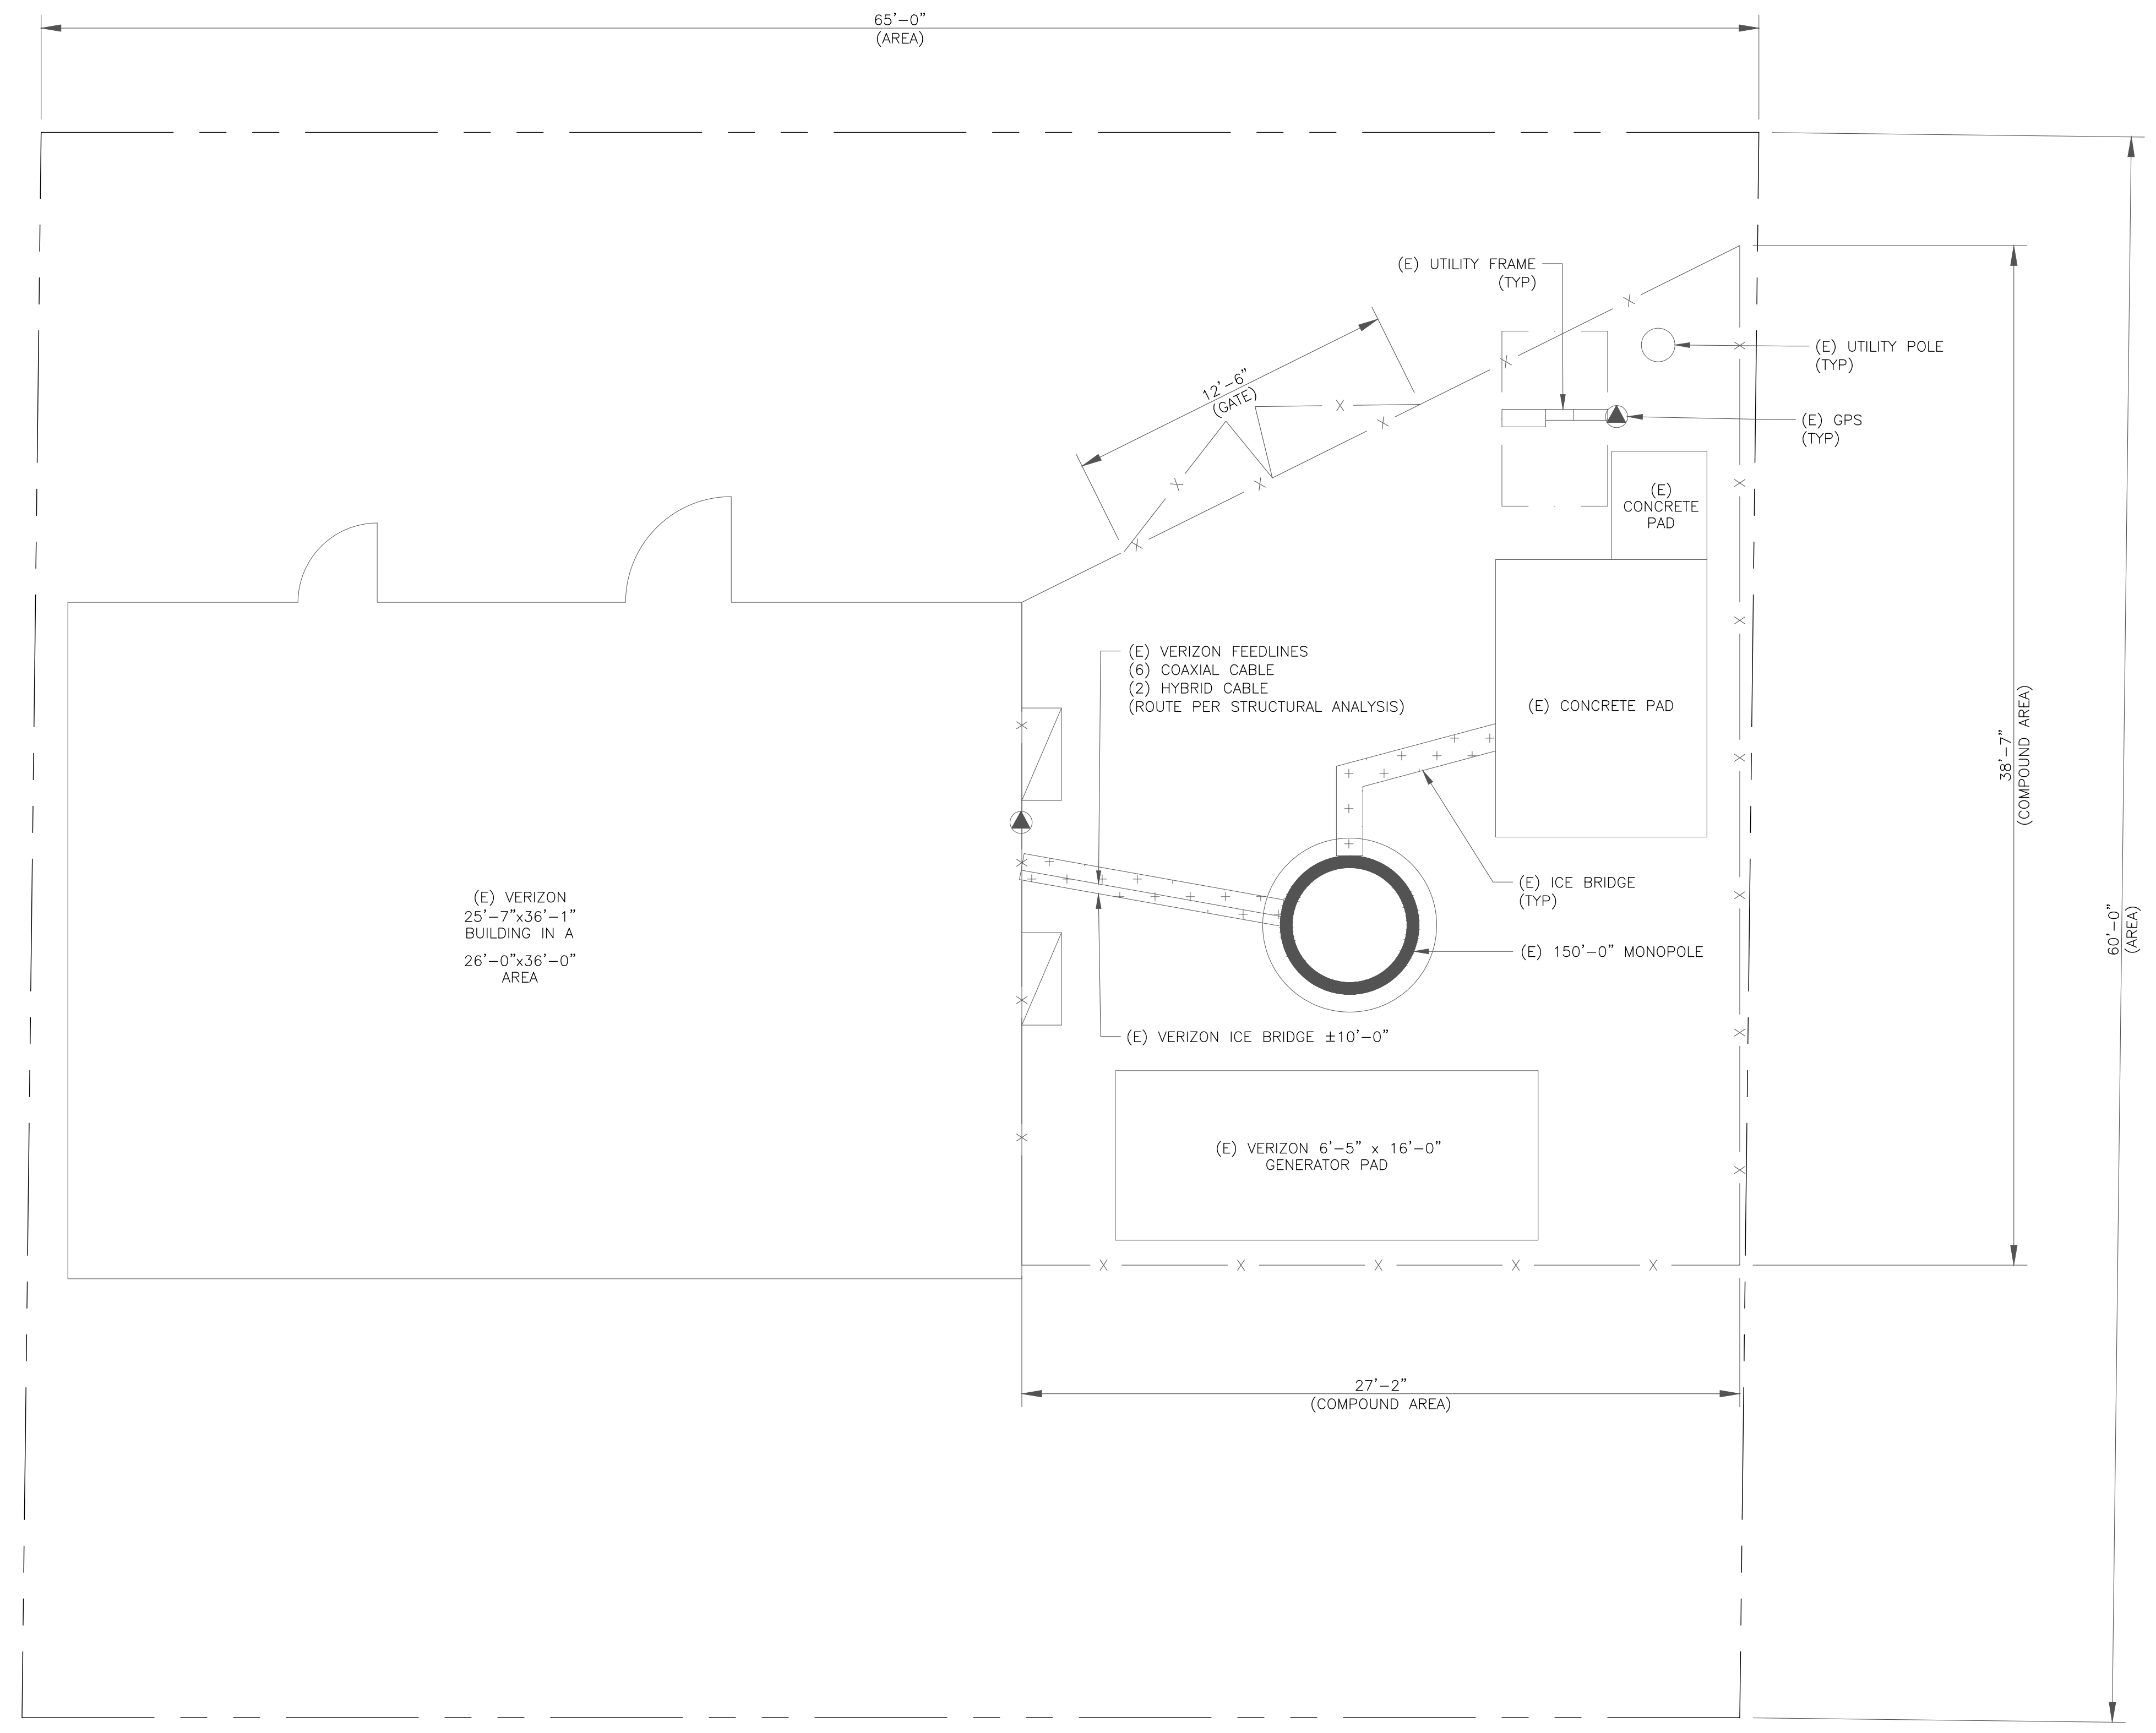 65'-0"
(AREA)
(E) UTILITY FRAME
(TYP)
12'-6"
(GATE)
(E) UTILITY POLE
(TYP)
(E) GPS
(TYP)
(E)
CONCRETE
PAD
(E) VERIZON FEEDLINES
(6) COAXIAL CABLE
(2) HYBRID CABLE
(ROUTE PER STRUCTURAL ANALYSIS)
(E) CONCRETE PAD
38'-7"
(COMPOUND AREA)
(E) VERIZON
25'-7"x36'-1"
BUILDING IN A
26'-0"x36'-0"
AREA
(E) ICE BRIDGE
(TYP)
60'-0"
(AREA)
(E) 150'-0" MONOPOLE
(E) VERIZON ICE BRIDGE ±10'-0"
(E) VERIZON 6'-5" x 16'-0"
GENERATOR PAD
27'-2"
(COMPOUND AREA)